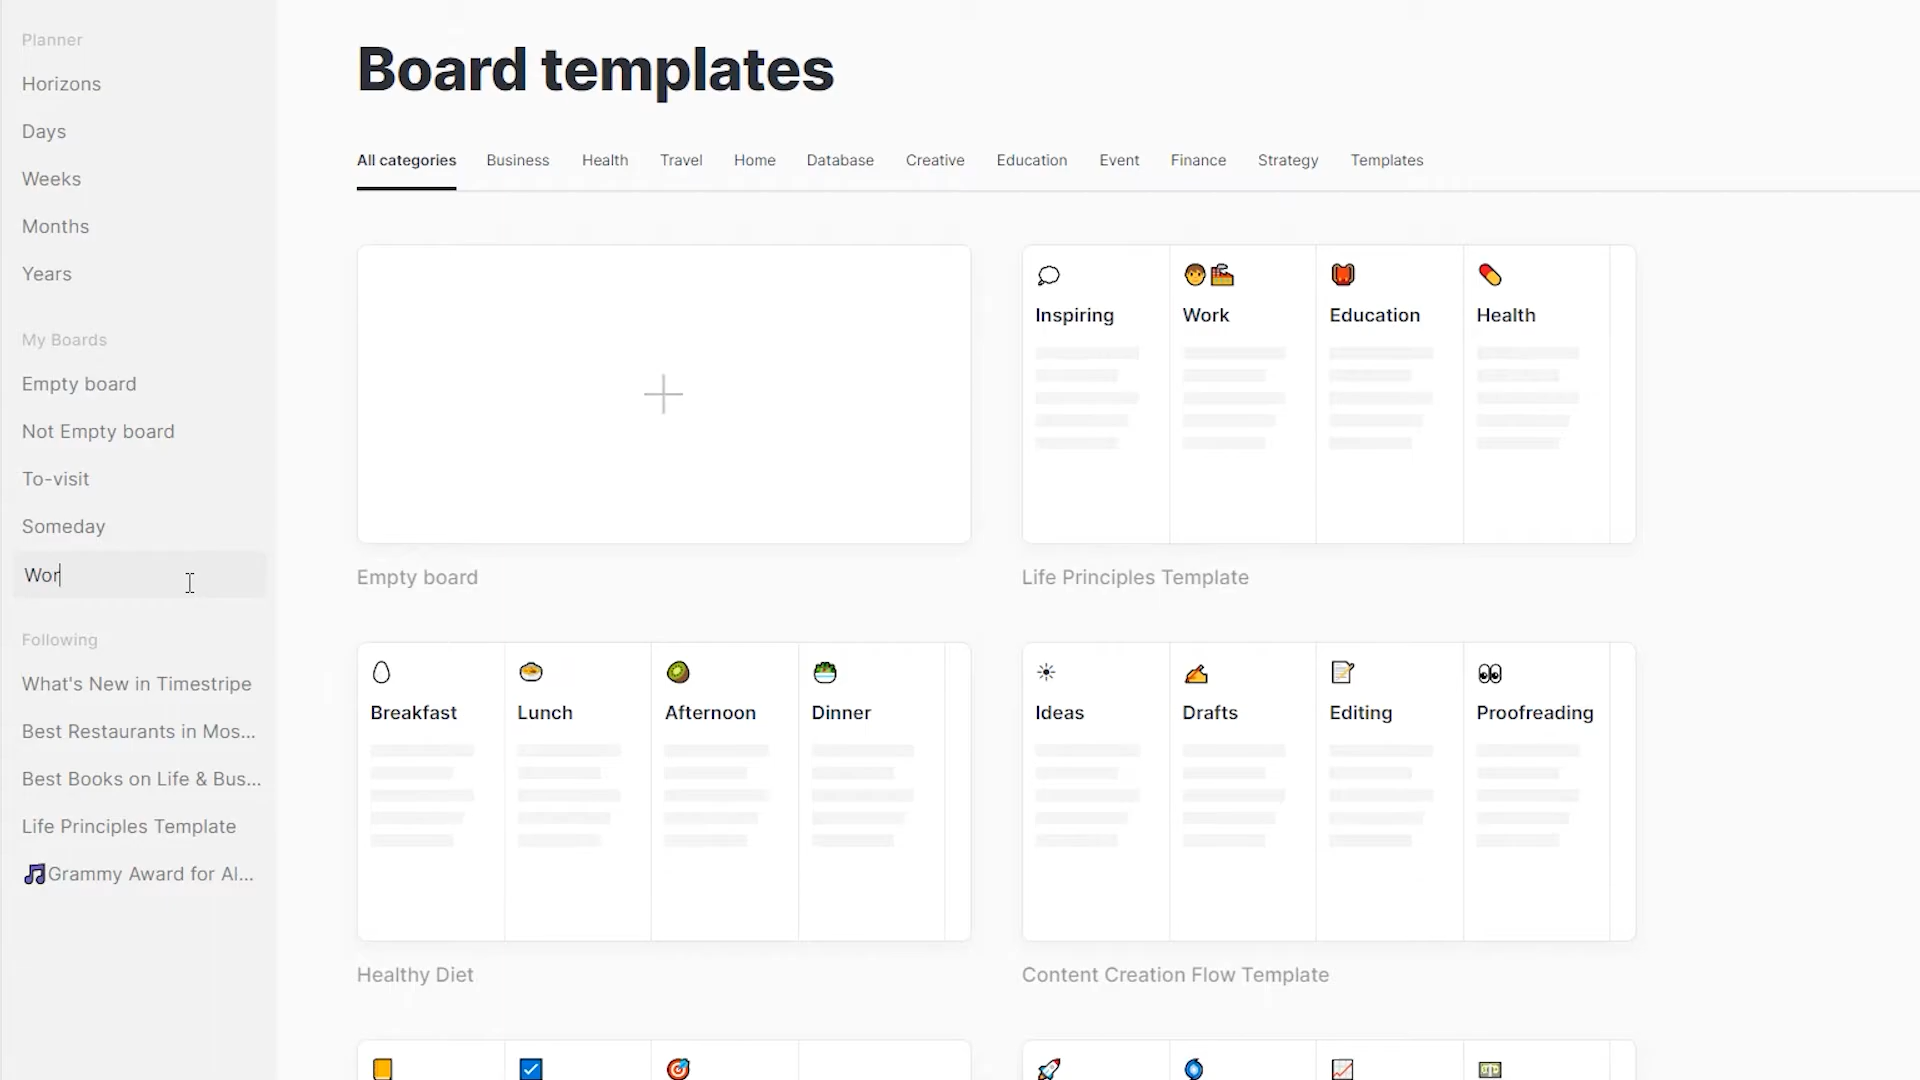 Planner
Horizons
Days
Weeks
Months
Years
My Boards
Empty board
Not Empty board
To-visit
Someday
Wor
Following
What's New in Timestripe
Best Restaurants in Mos...
Best Books on Life & Bus...
Life Principles Template
🎵Grammy Award for Al...
Board templates
All categories Business Health Travel Home Database Creative Education Event Finance Strategy Templates
Empty board
Inspiring Work Education Health
Life Principles Template
Breakfast Lunch Afternoon Dinner
Healthy Diet
Ideas Drafts Editing Proofreading
Content Creation Flow Template